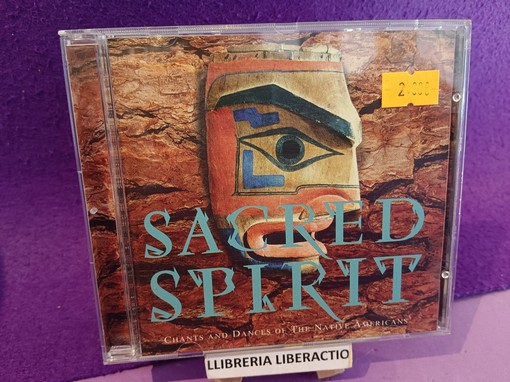 SACRED
SPIRIT
"CHANTS AND DANCES OF THE NATIVE AMERICANS"
LLIBRERIA LIBERACTIO